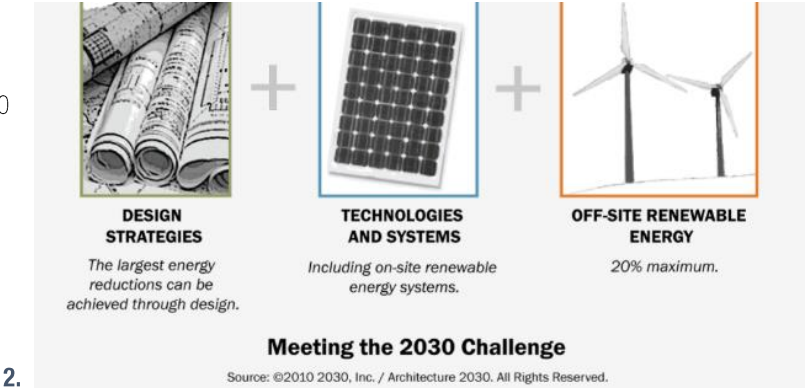 0
DESIGN
STRATEGIES
The largest energy
reductions can be
achieved through design.
TECHNOLOGIES
AND SYSTEMS
Including on-site renewable
energy systems.
OFF-SITE RENEWABLE
ENERGY
20% maximum.
Meeting the 2030 Challenge
2.
Source: ©2010 2030, Inc. / Architecture 2030. All Rights Reserved.